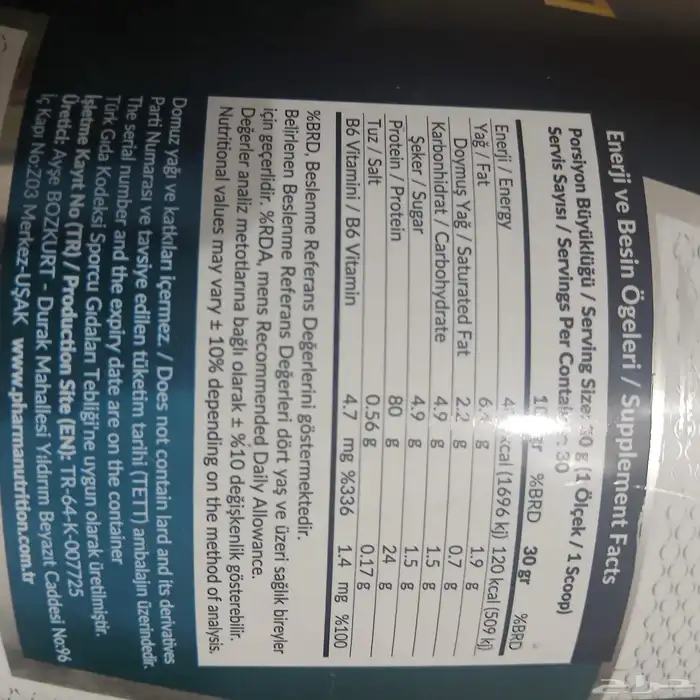 Enerji ve Besin Ögeleri / Supplement Facts
Porsiyon Büyüklüğü / Serving Size: 30 g (1 Ölçek / 1 Scoop)
Servis Sayısı / Servings Per 30
gr %BRD 30 gr %BRD
Enerji / Energy kcal (1696 kj) 120 kcal (509 kj)
Yağ / Fat g 1.9 g
Doymuş Yağ / Saturated Fat 2.2 g 0.7 g
Karbonhidrat / Carbohydrate 4.9 g 1.5 g
Şeker / Sugar 4.9 g 1.5 g
Protein / Protein 80 g 24 g
Tuz / Salt 0.56 g 0.17 g
B6 Vitamini / B6 Vitamin 4.7 mg %336 1.4 mg %100
%BRD, Beslenme Referans Değerlerini göstermektedir.
Belirlenen Beslenme Referans Değerleri dört yaş ve üzeri sağlıklı bireyler
için geçerlidir. %RDA, mens Recommended Daily Allowance.
Değerler analiz metotlarına bağlı olarak ± %10 değişkenlik gösterebilir.
Nutritional values may vary ± 10% depending on the method of analysis.
Domuz yağı ve katkıları içermez. / Does not contain lard and its derivatives
Parti Numarası ve tavsiye edilen tüketim tarihi (TETT) ambalajın üzerindedir.
The serial number and the expiry date are on the container
Türk Gıda Kodeksi Sporcu Gıdaları Tebliği'ne uygun olarak üretilmiştir.
İşletme Kayıt No (TR) / Production Site (EN): TR-64-K-007725
Üretici: Ayşe BOZKURT - Durak Mahallesi Yıldırım Beyazıt Caddesi No:96
İç Kapı No:Z03 Merkez-UŞAK www.pharmanutrition.com.tr
حراج